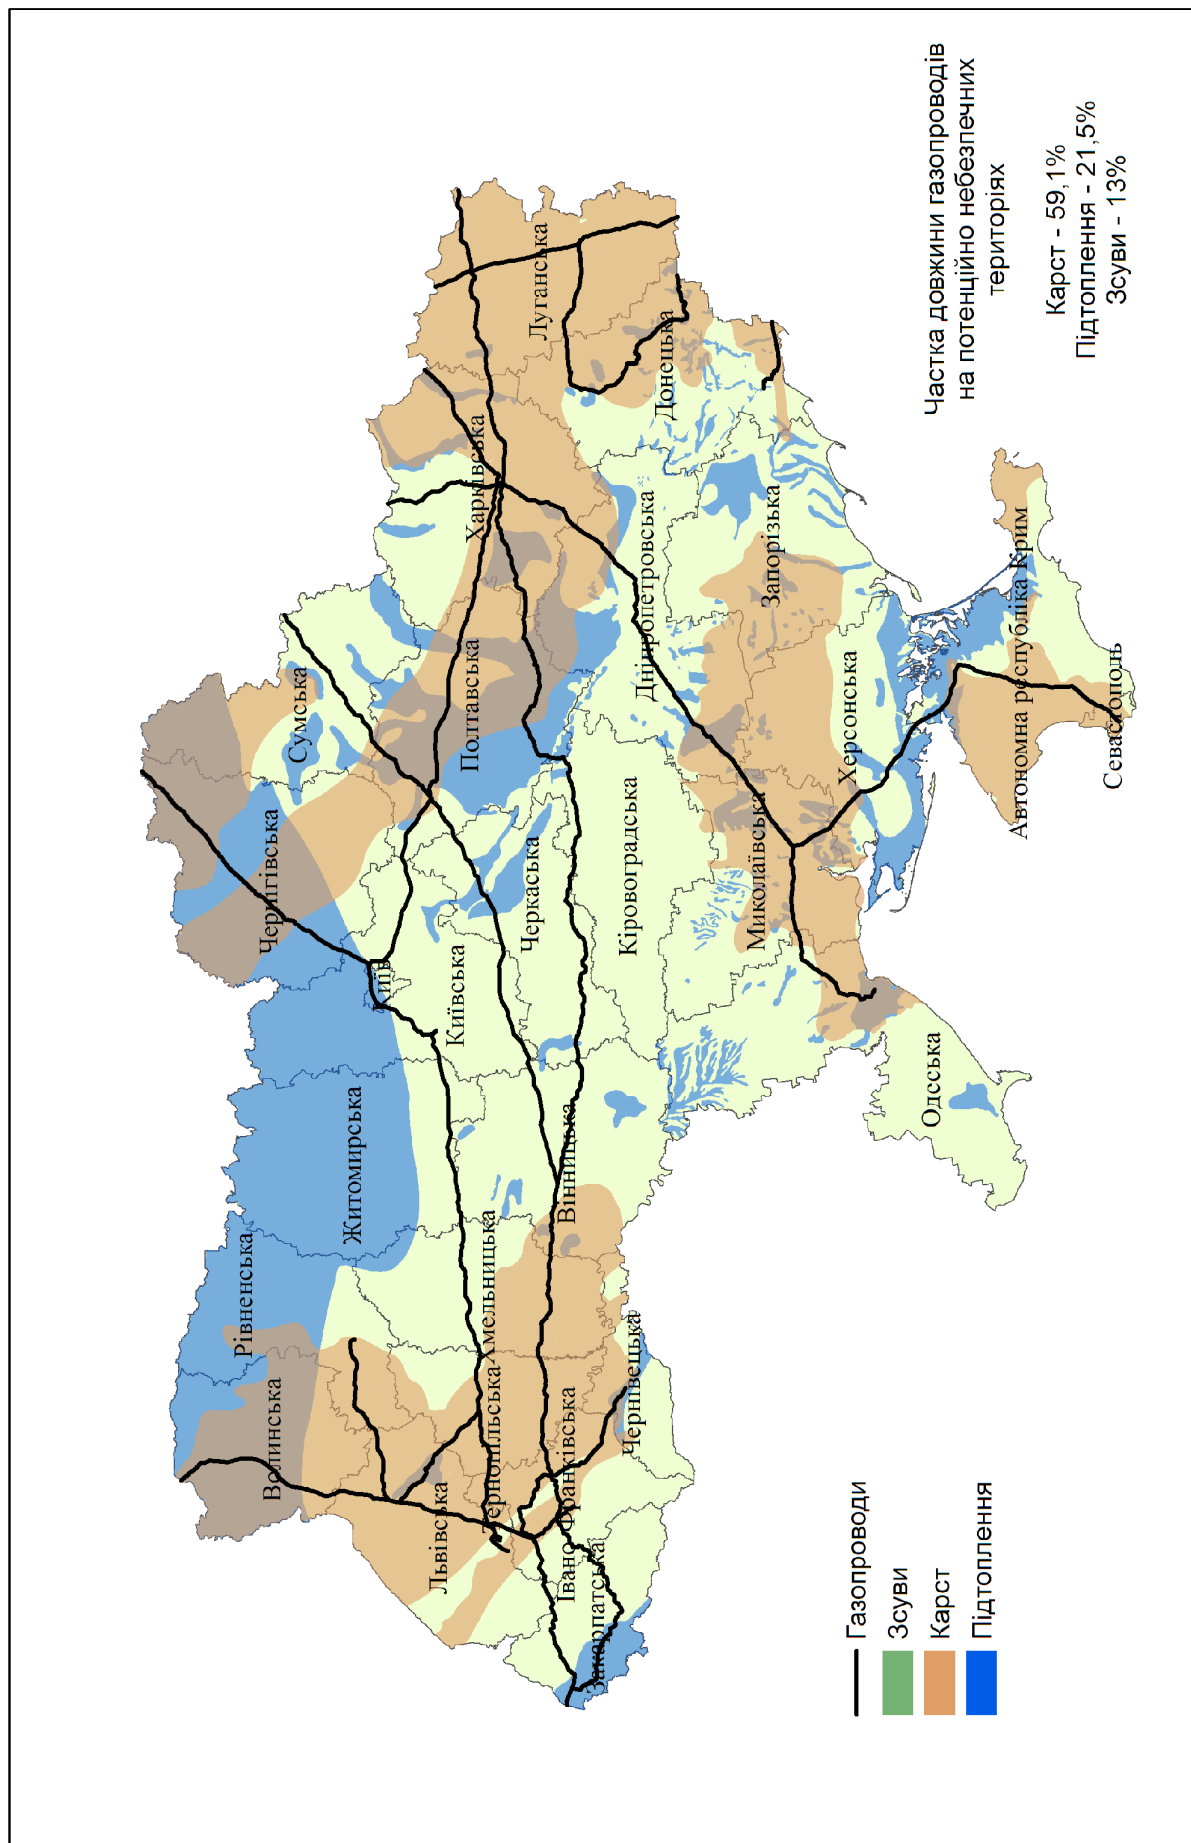 Волинська
Рівненська
Житомирська
Чернігівська
Сумська
Київ
Київська
Львівська
Тернопільська
Хмельницька
Вінницька
Черкаська
Полтавська
Харківська
Луганська
Донецька
Дніпропетровська
Кіровоградська
Івано-Франківська
Закарпатська
Чернівецька
Миколаївська
Запорізька
Херсонська
Одсська
Автономна республіка Крим
Севастополь
Газопроводи
Зсуви
Карст
Підтоплення
Частка довжини газопроводів
на потенційно небезпечних
територіях
Карст - 59,1%
Підтоплення - 21,5%
Зсуви - 13%